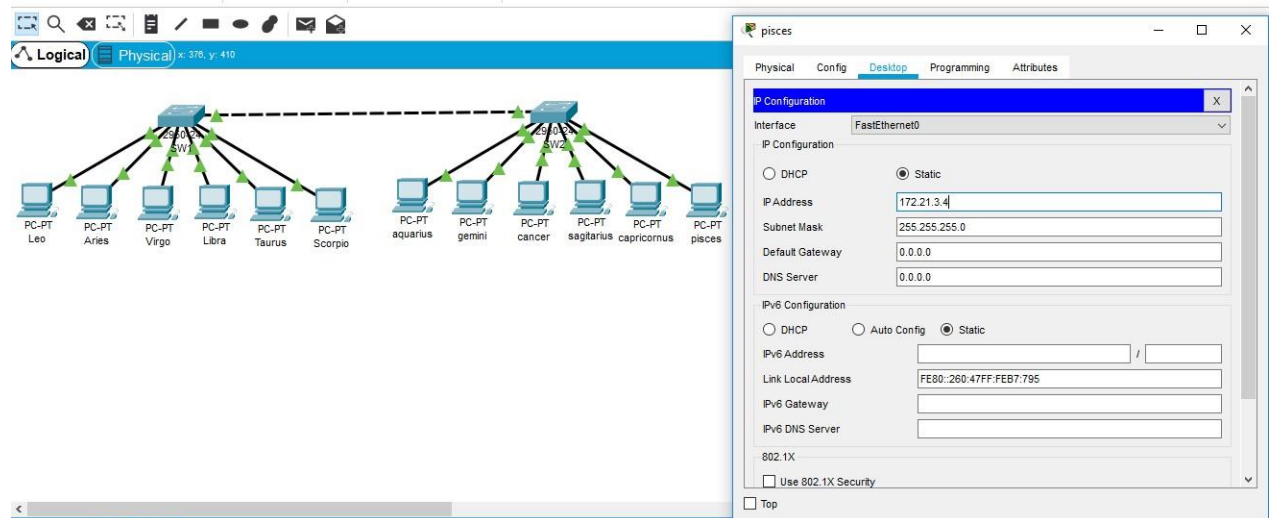 Logical Physical x: 376, y: 410
2960-24
SW1
2960-24
SW2
PC-PT
Leo
PC-PT
Aries
PC-PT
Virgo
PC-PT
Libra
PC-PT
Taurus
PC-PT
Scorpio
PC-PT
aquarius
PC-PT
gemini
PC-PT
cancer
PC-PT
sagitarius
PC-PT
capricornus
PC-PT
pisces
pisces
Physical Config Desktop Programming Attributes
IP Configuration X
Interface FastEthernet0
IP Configuration
DHCP Static
IP Address 172.21.3.4
Subnet Mask 255.255.255.0
Default Gateway 0.0.0.0
DNS Server 0.0.0.0
IPv6 Configuration
DHCP Auto Config Static
IPv6 Address /
Link Local Address FE80::260:47FF:FEB7:795
IPv6 Gateway
IPv6 DNS Server
802.1X
Use 802.1X Security
Top